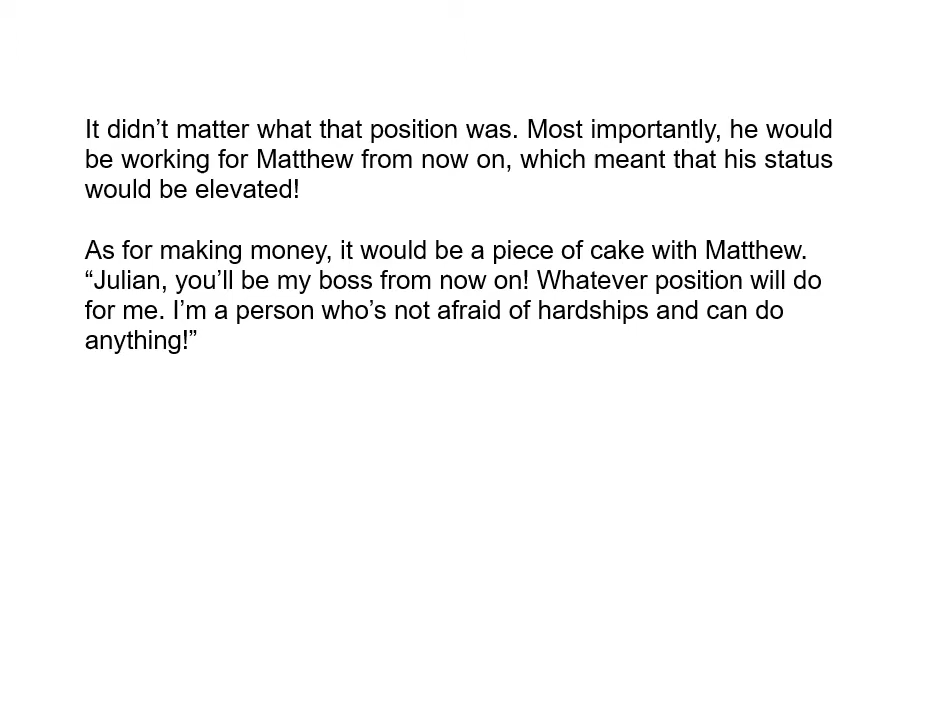 It didn’t matter what that position was. Most importantly, he would
be working for Matthew from now on, which meant that his status
would be elevated!
As for making money, it would be a piece of cake with Matthew.
“Julian, you’ll be my boss from now on! Whatever position will do
for me. I’m a person who’s not afraid of hardships and can do
anything!”